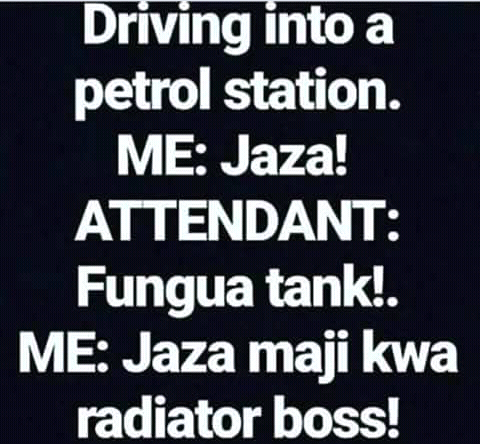 Driving into a
petrol station.
ME: Jaza!
ATTENDANT:
Fungua tank!.
ME: Jaza maji kwa
radiator boss!